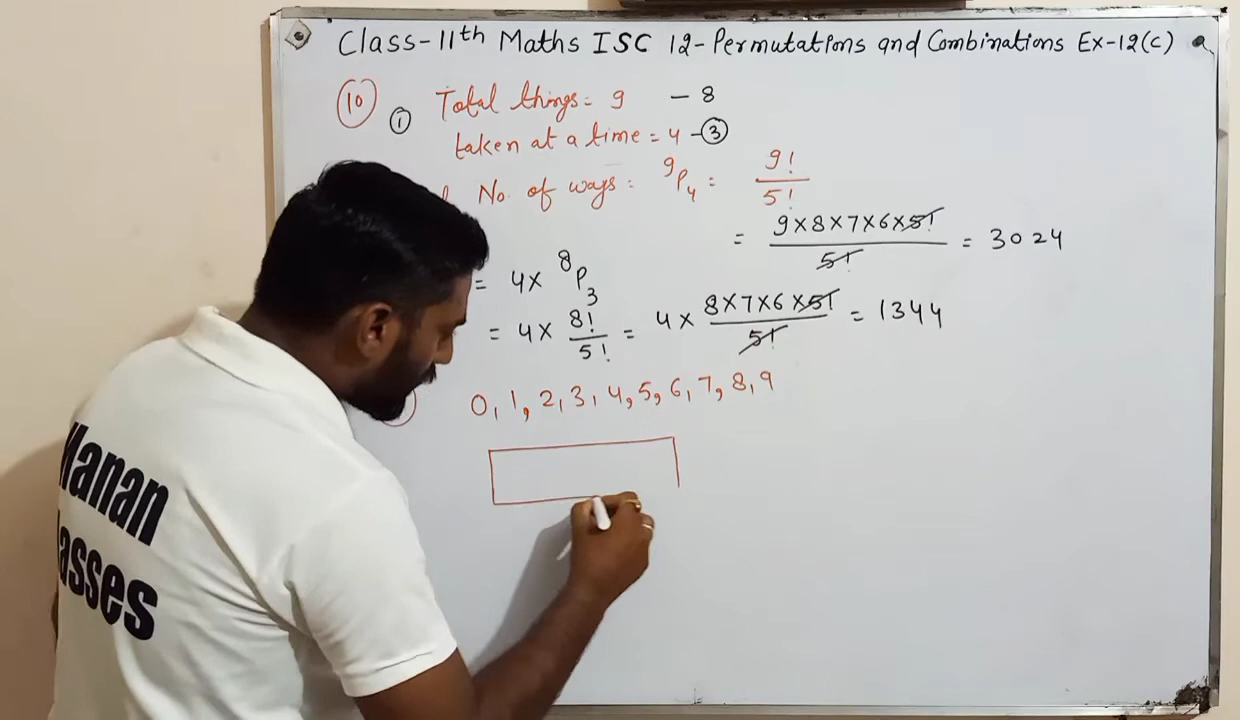 Class-11th Maths ISC 12-Permutations and Combinations Ex-12(C)
10 1 Total things = 9 - 8
taken at a time = 4 - 3
No. of ways = 9P4 = 9!/5!
= 9×8×7×6×5!/5! = 3024
= 4× 8P3
= 4× 8!/5! = 4× 8×7×6×5!/5! = 1344
0, 1, 2, 3, 4, 5, 6, 7, 8, 9
Manan
lasses